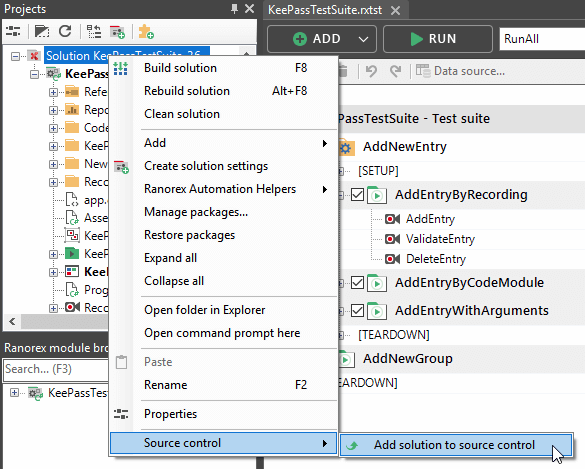 Projects
KeePassTestSuite.rxtst
ADD
RUN
RunAll
Data source...
Solution KeePassTestSuite
KeePass
Refe
Repor
Code
KeeP
New
Reco
app.c
Asse
KeeP
KeeP
KeeP
Prog
Reco
Build solution F8
Rebuild solution Alt+F8
Clean solution
Add
Create solution settings
Ranorex Automation Helpers
Manage packages...
Restore packages
Expand all
Collapse all
Open folder in Explorer
Open command prompt here
Paste
Rename F2
Properties
Source control
Add solution to source control
PassTestSuite - Test suite
AddNewEntry
[SETUP]
AddEntryByRecording
AddEntry
ValidateEntry
DeleteEntry
AddEntryByCodeModule
AddEntryWithArguments
[TEARDOWN]
AddNewGroup
EARDOWN]
Ranorex module bro
Search... (F3)
KeePassTes